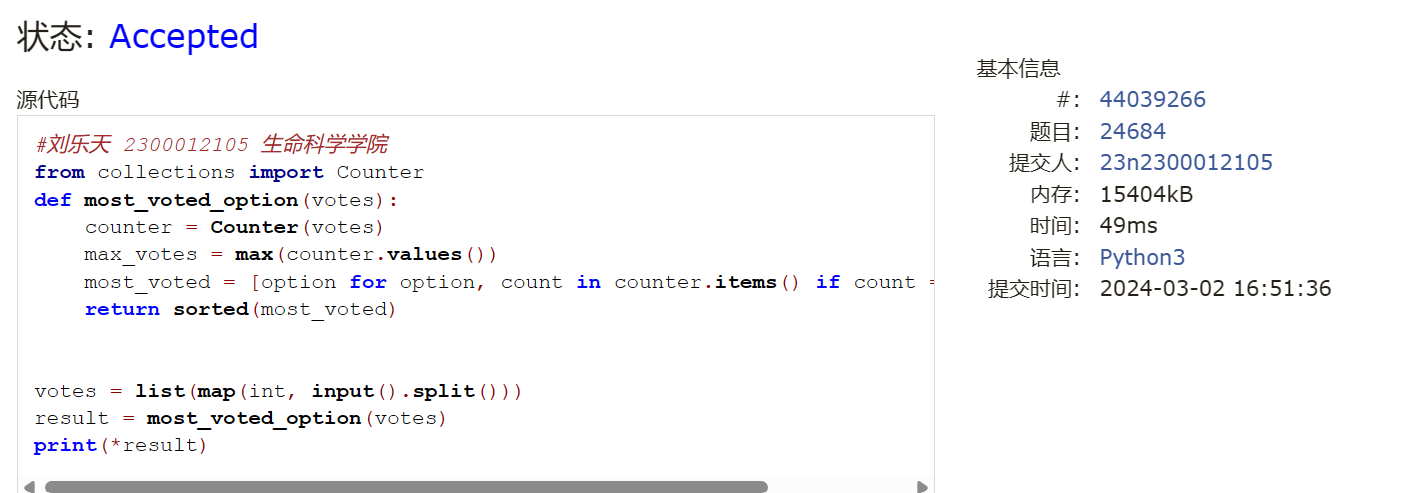 状态: Accepted
源代码
#刘乐天 2300012105 生命科学学院
from collections import Counter
def most_voted_option(votes):
    counter = Counter(votes)
    max_votes = max(counter.values())
    most_voted = [option for option, count in counter.items() if count =
    return sorted(most_voted)
votes = list(map(int, input().split()))
result = most_voted_option(votes)
print(*result)
基本信息
#: 44039266
题目: 24684
提交人: 23n2300012105
内存: 15404kB
时间: 49ms
语言: Python3
提交时间: 2024-03-02 16:51:36